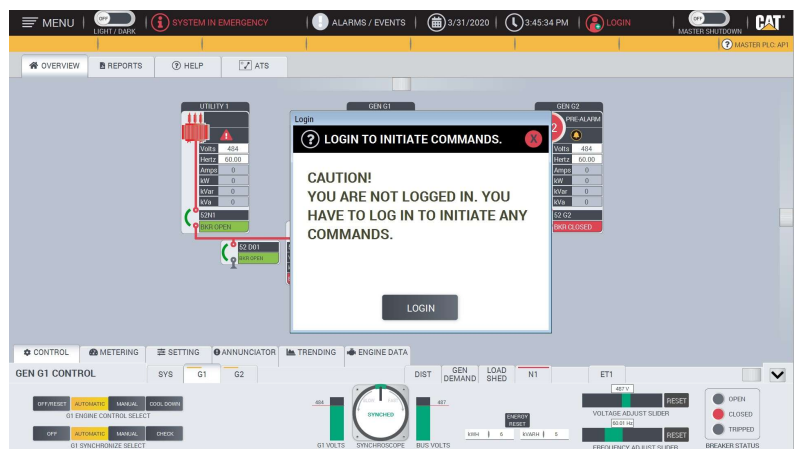 MENU
OFF
LIGHT / DARK
SYSTEM IN EMERGENCY
ALARMS / EVENTS
3/31/2020
3:45:34 PM
LOGIN
OFF
MASTER SHUTDOWN
CAT
MASTER PLC: AP1
OVERVIEW
REPORTS
HELP
ATS
UTILITY 1
GEN G1
GEN G2
2
PRE-ALARM
Volts 484
Hertz 60.00
Amps 0
kW 0
kVar 0
kVa 0
52N1
BKR OPEN
52 D01
BKR OPEN
Login
LOGIN TO INITIATE COMMANDS.
X
CAUTION!
YOU ARE NOT LOGGED IN. YOU
HAVE TO LOG IN TO INITIATE ANY
COMMANDS.
LOGIN
Volts 484
Hertz 60.00
Amps 0
kW 0
kVar 0
kVa 0
52 G2
BKR CLOSED
CONTROL
METERING
SETTING
ANNUNCIATOR
TRENDING
ENGINE DATA
GEN G1 CONTROL
SYS
G1
G2
DIST
GEN
DEMAND
LOAD
SHED
N1
ET1
OFF/RESET
AUTOMATIC
MANUAL
COOL DOWN
G1 ENGINE CONTROL SELECT
OFF
AUTOMATIC
MANUAL
CHECK
G1 SYNCHRONIZE SELECT
484
G1 VOLTS
SYNCHED
SYNCHROSCOPE
467
BUS VOLTS
ENERGY
RESET
kWH 0
kVARH 0
467 V
RESET
VOLTAGE ADJUST SLIDER
60.01 Hz
RESET
FREQUENCY ADJUST SLIDER
OPEN
CLOSED
TRIPPED
BREAKER STATUS